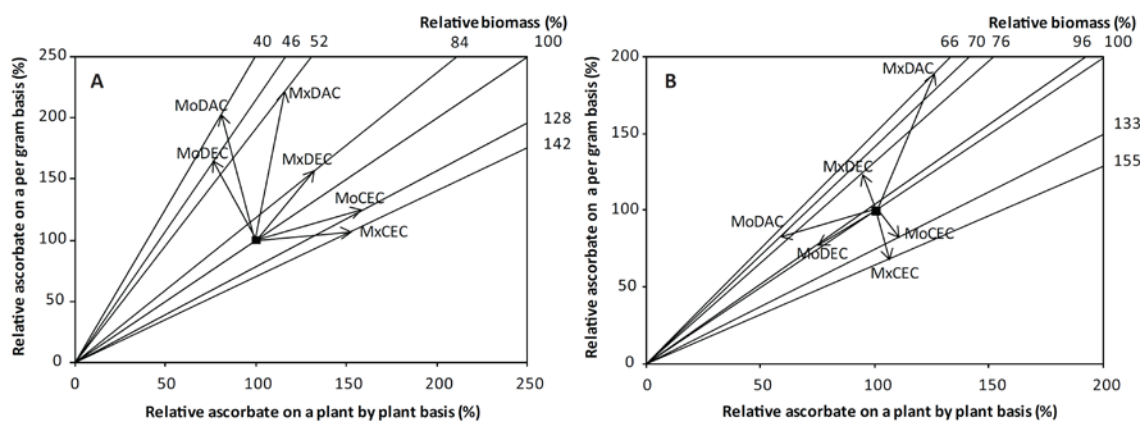 Relative biomass (%)
40 46 52 84 100
250
200
150
100
50
0
A
MoDAC
MxDAC
MoDEC
MxDEC
MoCEC
MxCEC
128
142
0 50 100 150 200 250
Relative ascorbate on a per gram basis (%)
Relative ascorbate on a plant by plant basis (%)
Relative biomass (%)
66 70 76 96 100
200
150
100
50
0
B
MxDAC
MxDEC
MoDAC
MoDEC
MoCEC
MxCEC
133
155
0 50 100 150 200
Relative ascorbate on a per gram basis (%)
Relative ascorbate on a plant by plant basis (%)